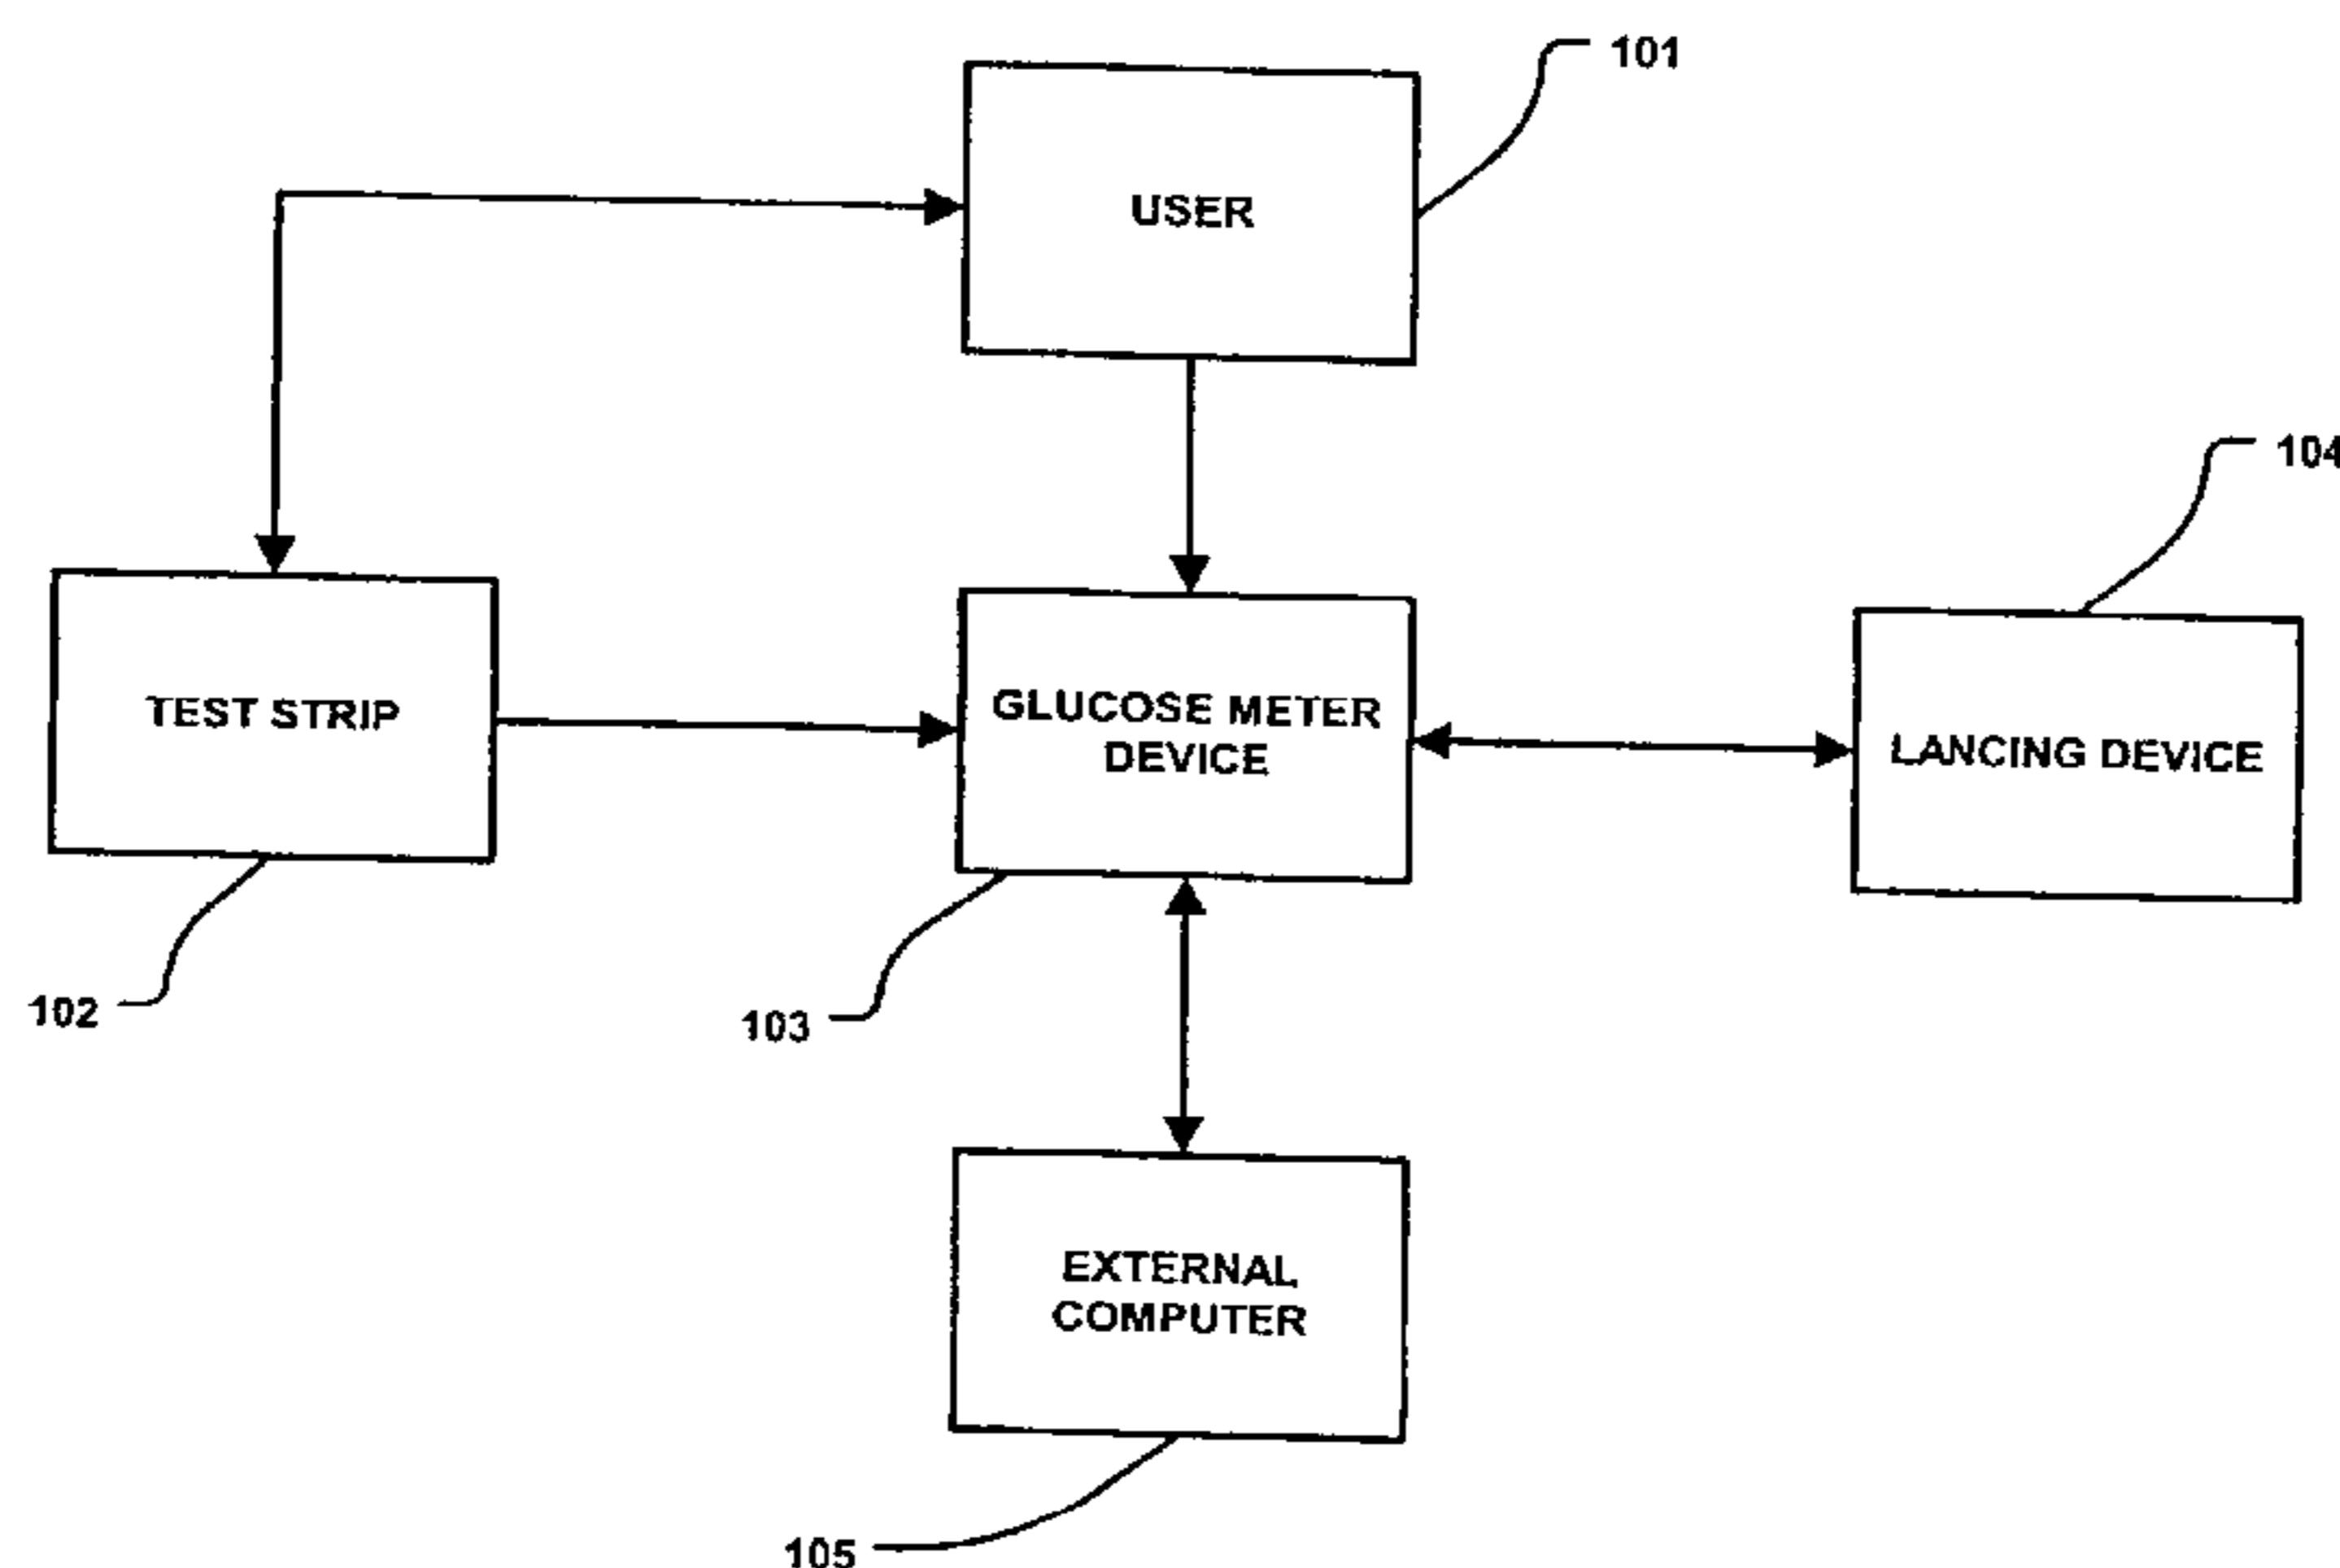 101
USER
104
TEST STRIP
GLUCOSE METER
DEVICE
LANCING DEVICE
102
103
EXTERNAL
COMPUTER
105